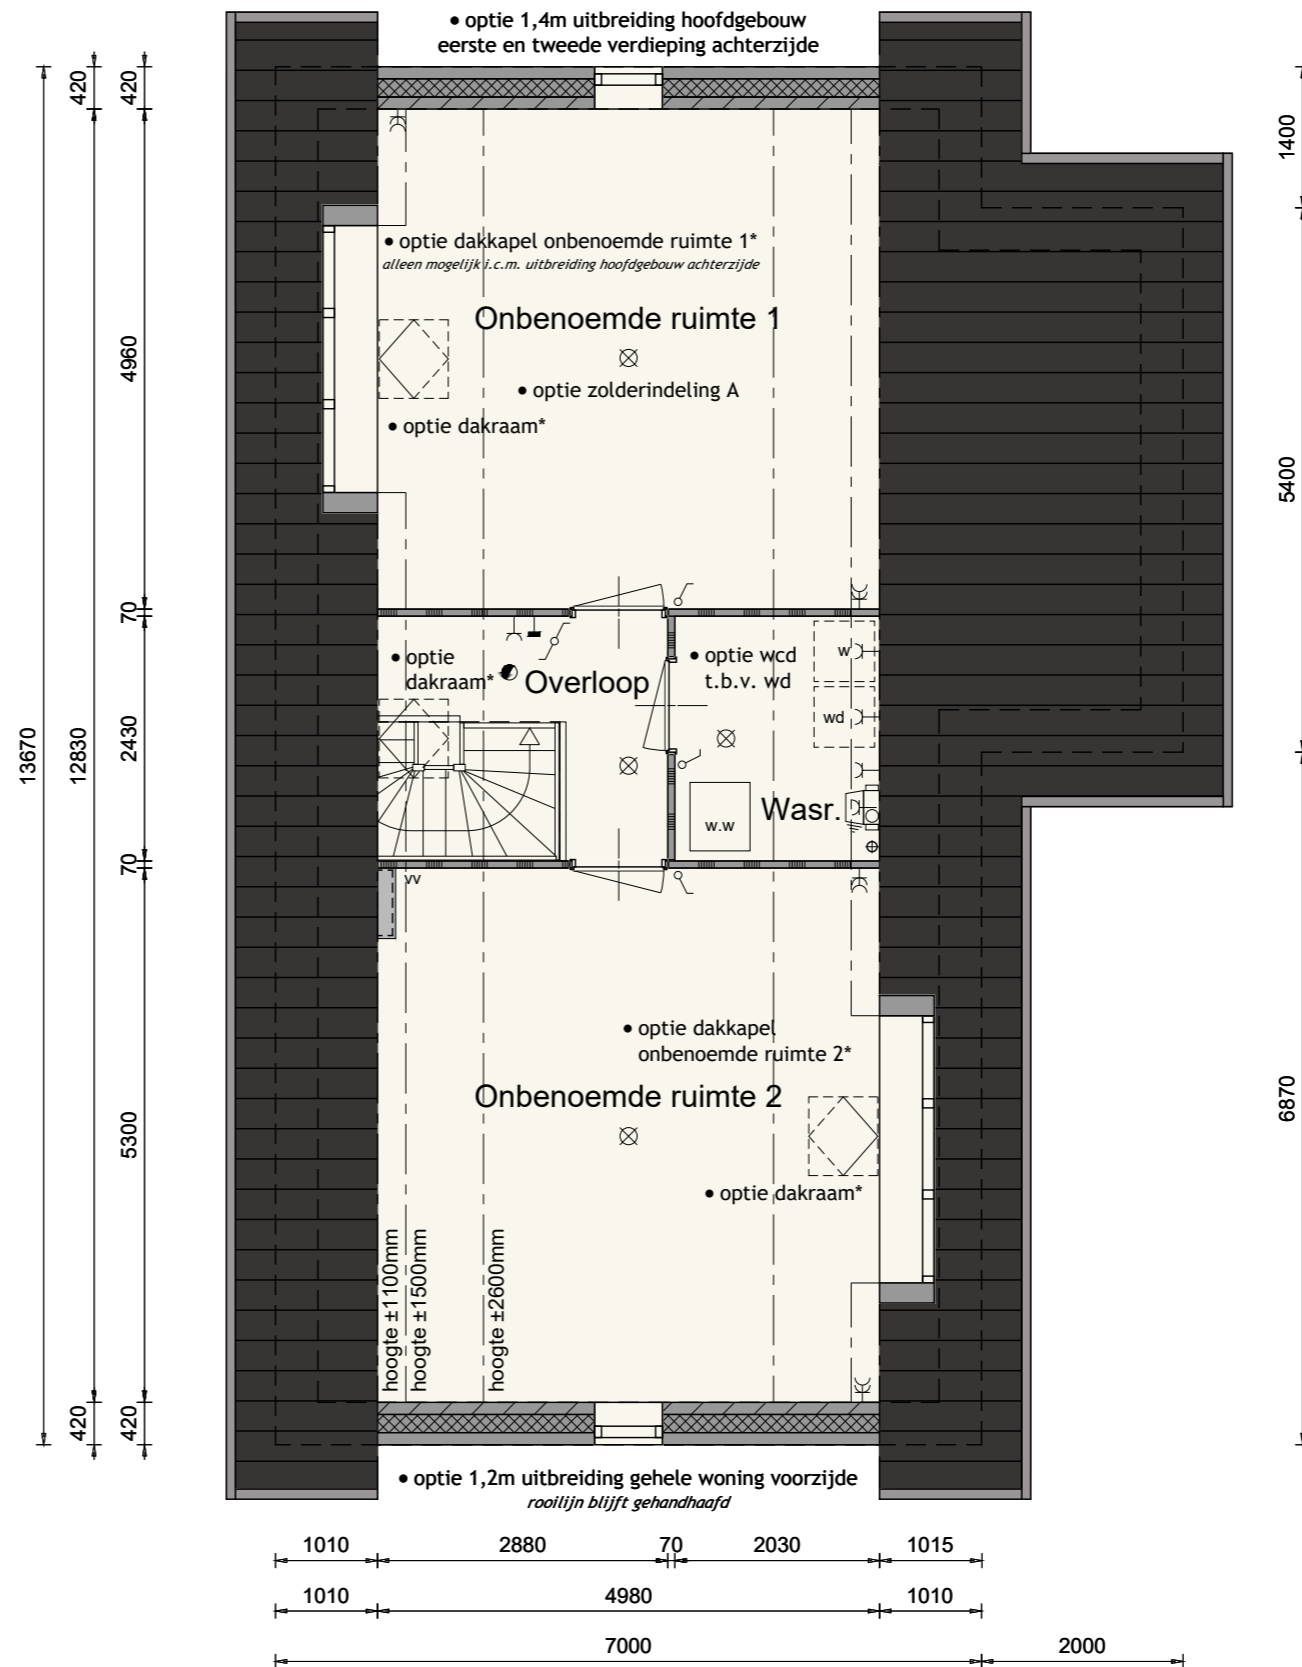 • optie 1,4m uitbreiding hoofdgebouw
eerste en tweede verdieping achterzijde
420
420
1400
• optie dakkapel onbenoemde ruimte 1*
alleen mogelijk i.c.m. uitbreiding hoofdgebouw achterzijde
Onbenoemde ruimte 1
4960
• optie zolderindeling A
• optie dakraam*
5400
70
• optie
dakraam*
Overloop
• optie wcd
t.b.v. wd
w
wd
13670
12830
2430
Wasr.
w.w
70
vv
• optie dakkapel
onbenoemde ruimte 2*
Onbenoemde ruimte 2
5300
6870
• optie dakraam*
hoogte ±1100mm
hoogte ±1500mm
hoogte ±2600mm
420
420
• optie 1,2m uitbreiding gehele woning voorzijde
rooilijn blijft gehandhaafd
1010 2880 70 2030 1015
1010 4980 1010
7000 2000